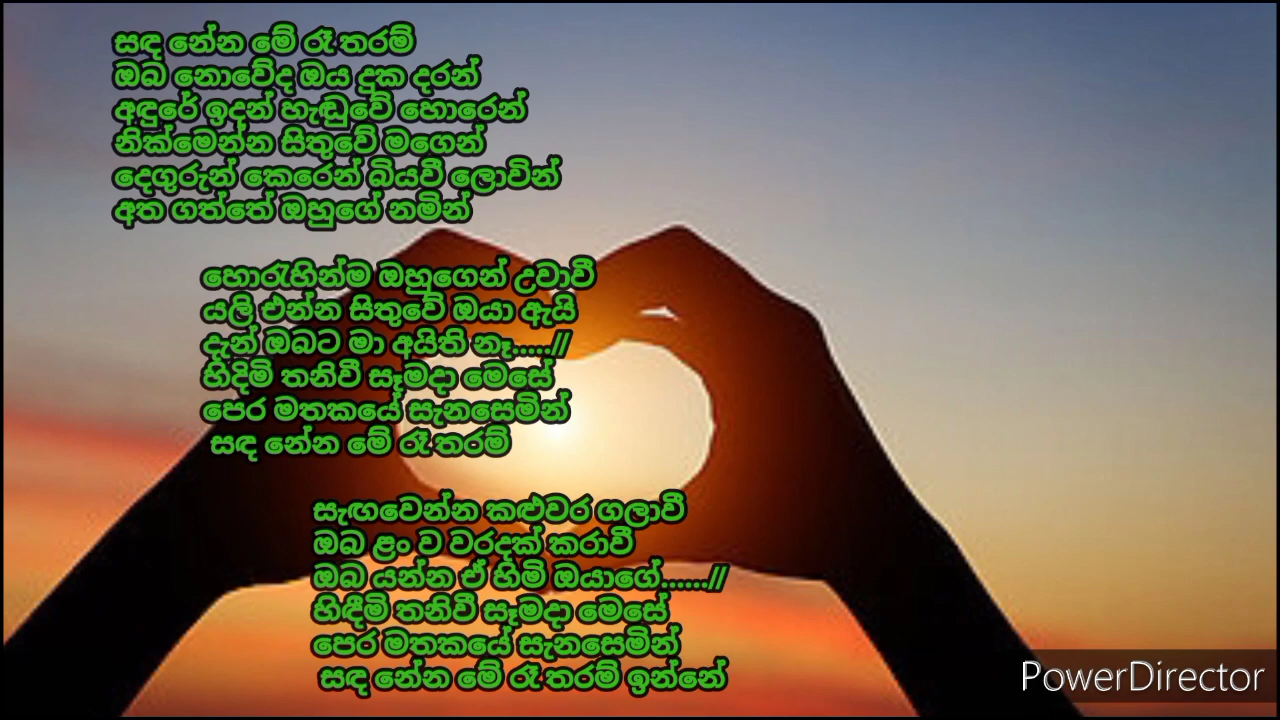 සඳ නේන මේ රෑ තරම්
ඔබ නොවේද ඔය දුක දරන්
අඳුරේ ඉදන් හැඬුවේ හොරෙන්
නික්මෙන්න සිතුවේ මගෙන්
දෙගුරුන් කෙරෙන් බියවී ලොවින්
අත ගත්තේ ඔහුගේ නමින්
හොරැහින්ම ඔහුගෙන් උවාවී
යලි එන්න සිතුවේ ඔයා ඇයි
දැන් ඔබට මා අයිති නෑ.....//
හිදිමි තනිවී සෑමදා මෙසේ
පෙර මතකයේ සැනසෙමින්
සඳ නේන මේ රෑ තරම්
සැඟවෙන්න කළුවර ගලාවී
ඔබ ළං ව වරදක් කරාවී
ඔබ යන්න ඒ හිමි ඔයාගේ.......//
හිඳීමි තනිවී සෑමදා මෙසේ
පෙර මතකයේ සැනසෙමින්
සඳ නේන මේ රෑ තරම් ඉන්නේ
PowerDirector